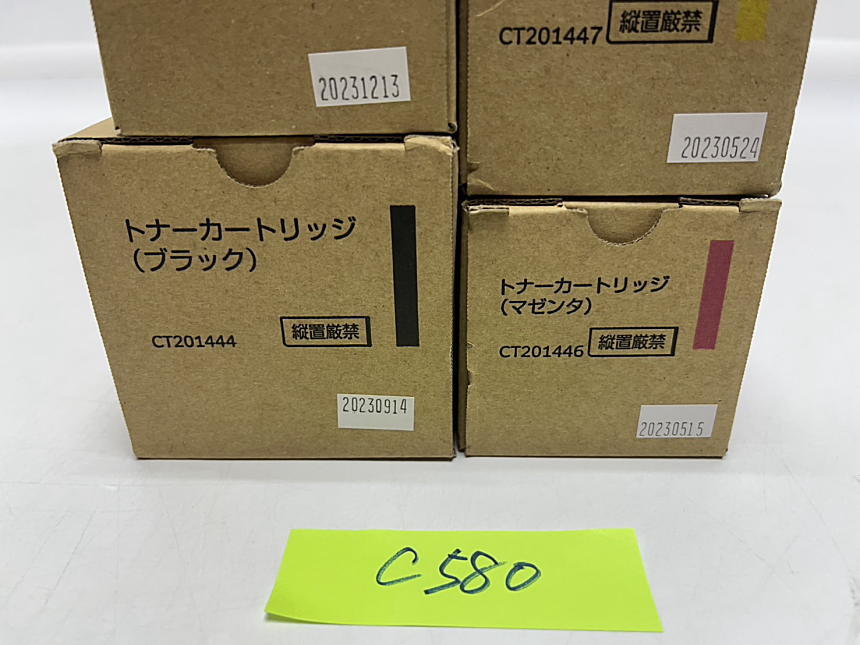 20231213
CT201447
縦置厳禁
20230524
トナーカートリッジ
（ブラック）
CT201444
縦置厳禁
20230914
トナーカートリッジ
（マゼンタ）
CT201446
縦置厳禁
20230515
C580